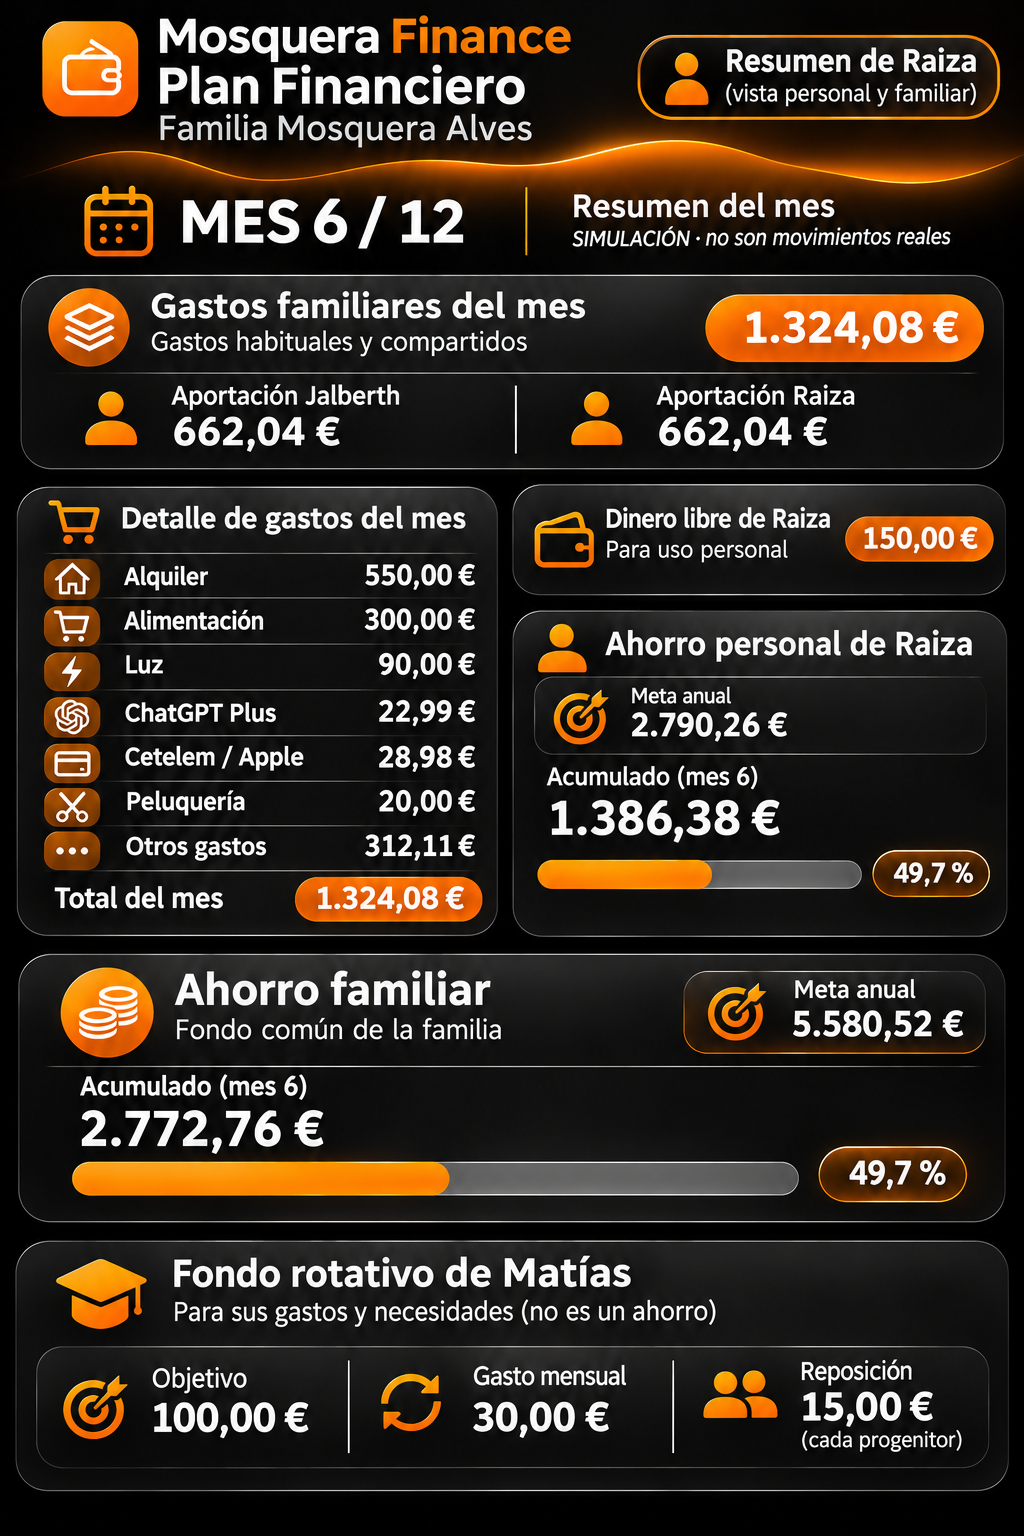 Mosquera Finance
Plan Financiero
Familia Mosquera Alves
Resumen de Raiza
(vista personal y familiar)
MES 6 / 12
Resumen del mes
SIMULACIÓN · no son movimientos reales
Gastos familiares del mes
Gastos habituales y compartidos
1.324,08 €
Aportación Jalberth
662,04 €
Aportación Raiza
662,04 €
Detalle de gastos del mes
Alquiler 550,00 €
Alimentación 300,00 €
Luz 90,00 €
ChatGPT Plus 22,99 €
Cetelem / Apple 28,98 €
Peluquería 20,00 €
Otros gastos 312,11 €
Total del mes 1.324,08 €
Dinero libre de Raiza
Para uso personal
150,00 €
Ahorro personal de Raiza
Meta anual
2.790,26 €
Acumulado (mes 6)
1.386,38 €
49,7 %
Ahorro familiar
Fondo común de la familia
Meta anual
5.580,52 €
Acumulado (mes 6)
2.772,76 €
49,7 %
Fondo rotativo de Matías
Para sus gastos y necesidades (no es un ahorro)
Objetivo
100,00 €
Gasto mensual
30,00 €
Reposición
15,00 €
(cada progenitor)